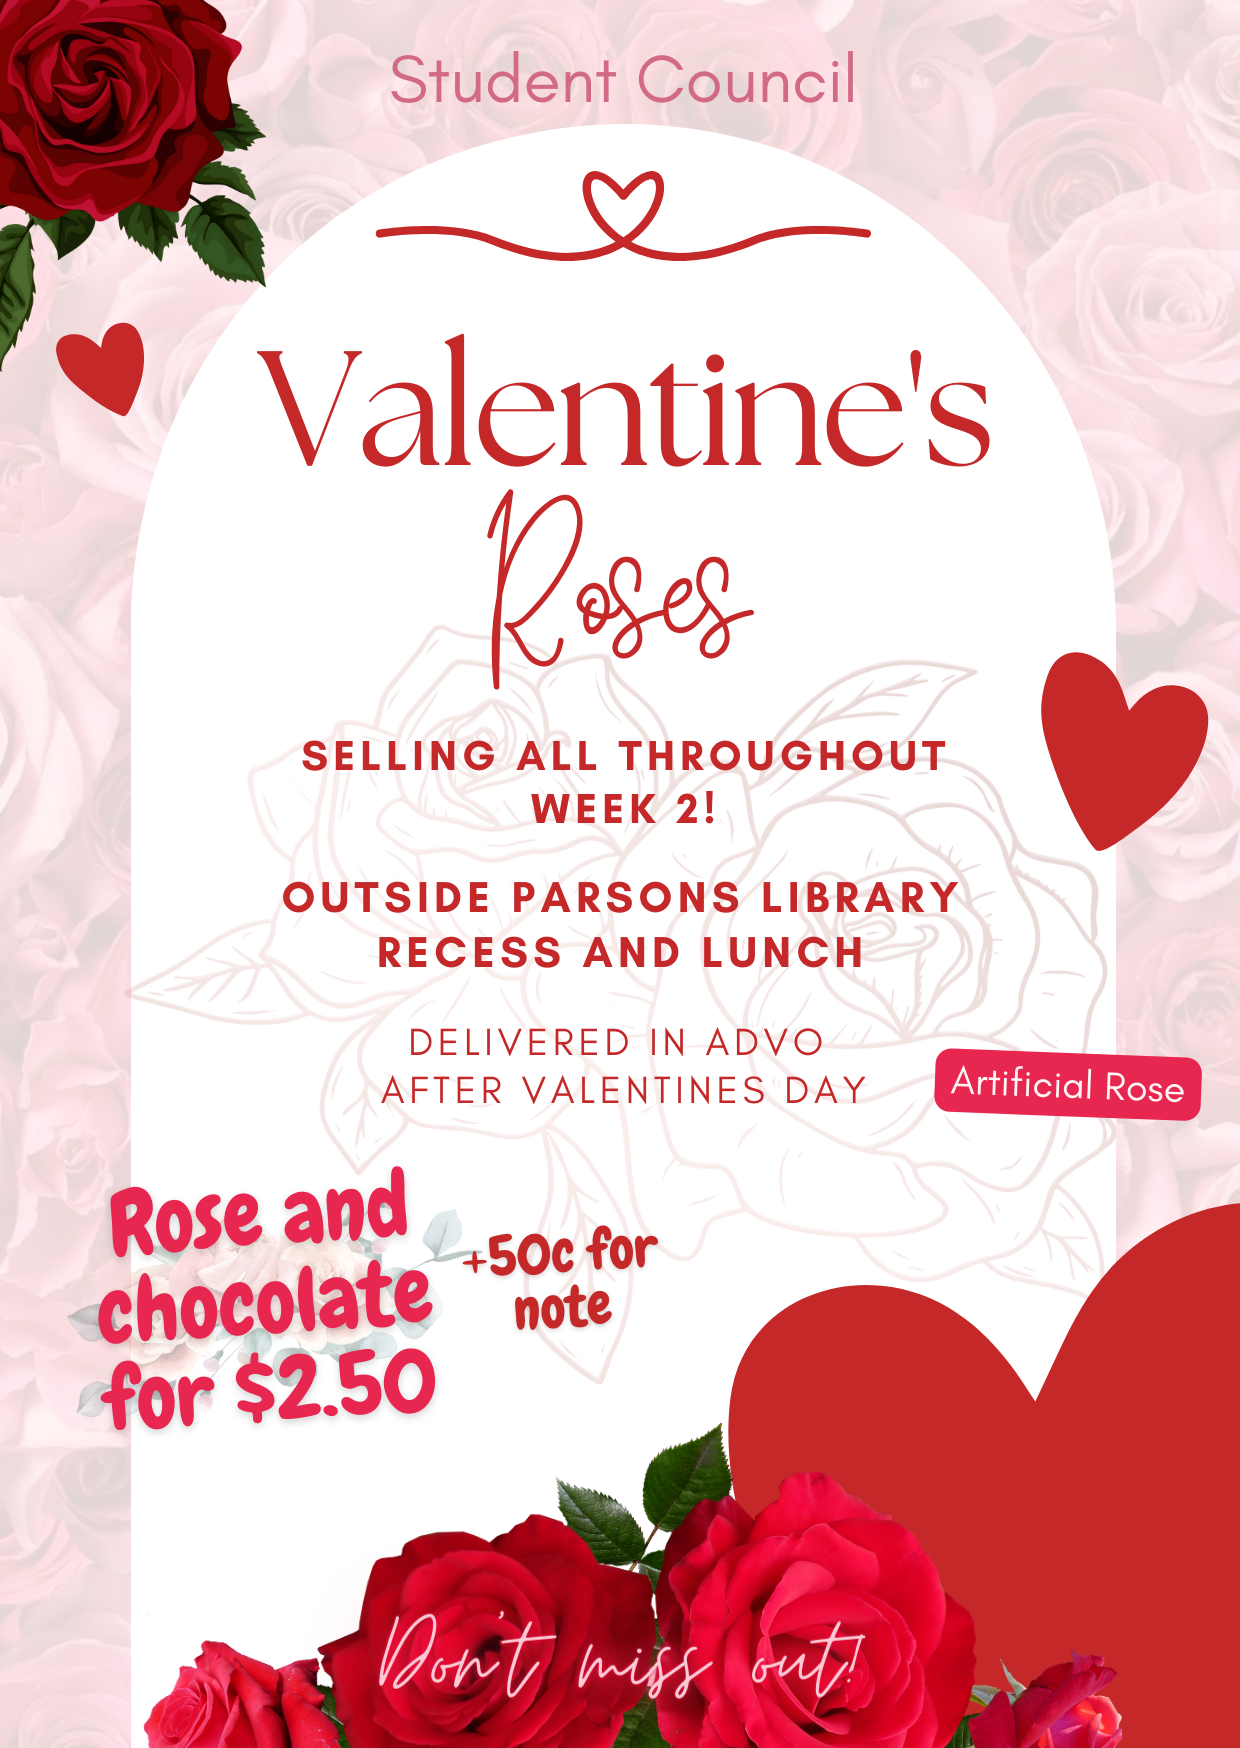 Student Council
Valentine's
Roses
SELLING ALL THROUGHOUT
WEEK 2!
OUTSIDE PARSONS LIBRARY
RECESS AND LUNCH
DELIVERED IN ADVO
AFTER VALENTINES DAY
Artificial Rose
Rose and
chocolate
for $2.50
+50c for
note
Don't miss out!